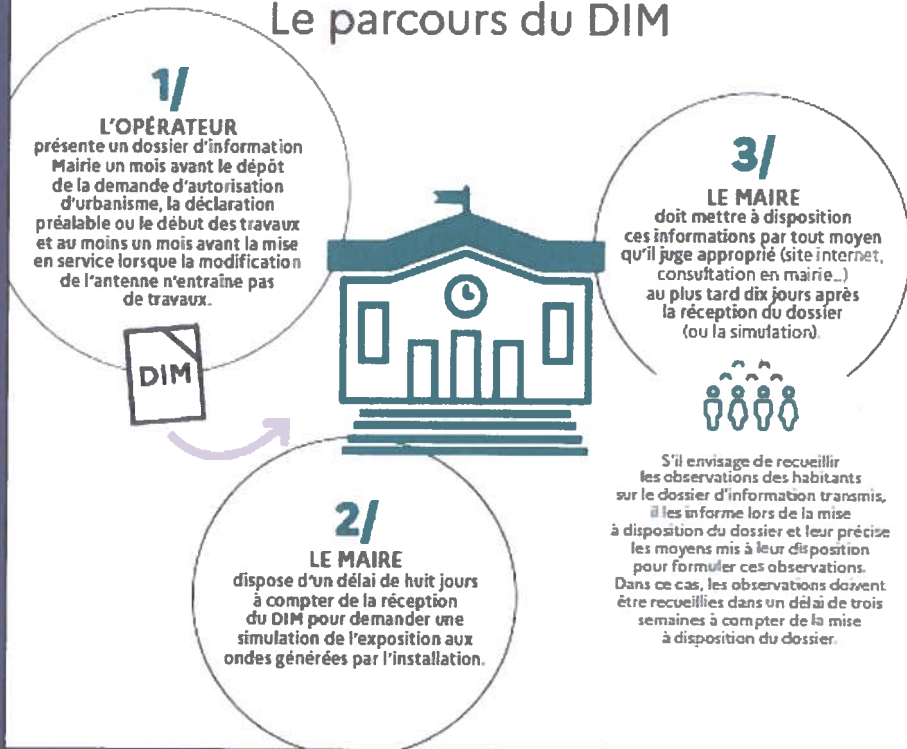 Le parcours du DIM
1/
L'OPÉRATEUR
présente un dossier d'information
Mairie un mois avant le dépôt
de la demande d'autorisation
d'urbanisme, la déclaration
préalable ou le début des travaux
et au moins un mois avant la mise
en service lorsque la modification
de l'antenne n'entraîne pas
de travaux.
DIM
2/
LE MAIRE
dispose d'un délai de huit jours
à compter de la réception
du DIM pour demander une
simulation de l'exposition aux
ondes générées par l'installation.
3/
LE MAIRE
doit mettre à disposition
ces informations par tout moyen
qu'il juge approprié (site internet,
consultation en mairie...)
au plus tard dix jours après
la réception du dossier
(ou la simulation).
S'il envisage de recueillir
les observations des habitants
sur le dossier d'information transmis,
il les informe lors de la mise
à disposition du dossier et leur précise
les moyens mis à leur disposition
pour formuler ces observations.
Dans ce cas, les observations doivent
être recueillies dans un délai de trois
semaines à compter de la mise
à disposition du dossier.